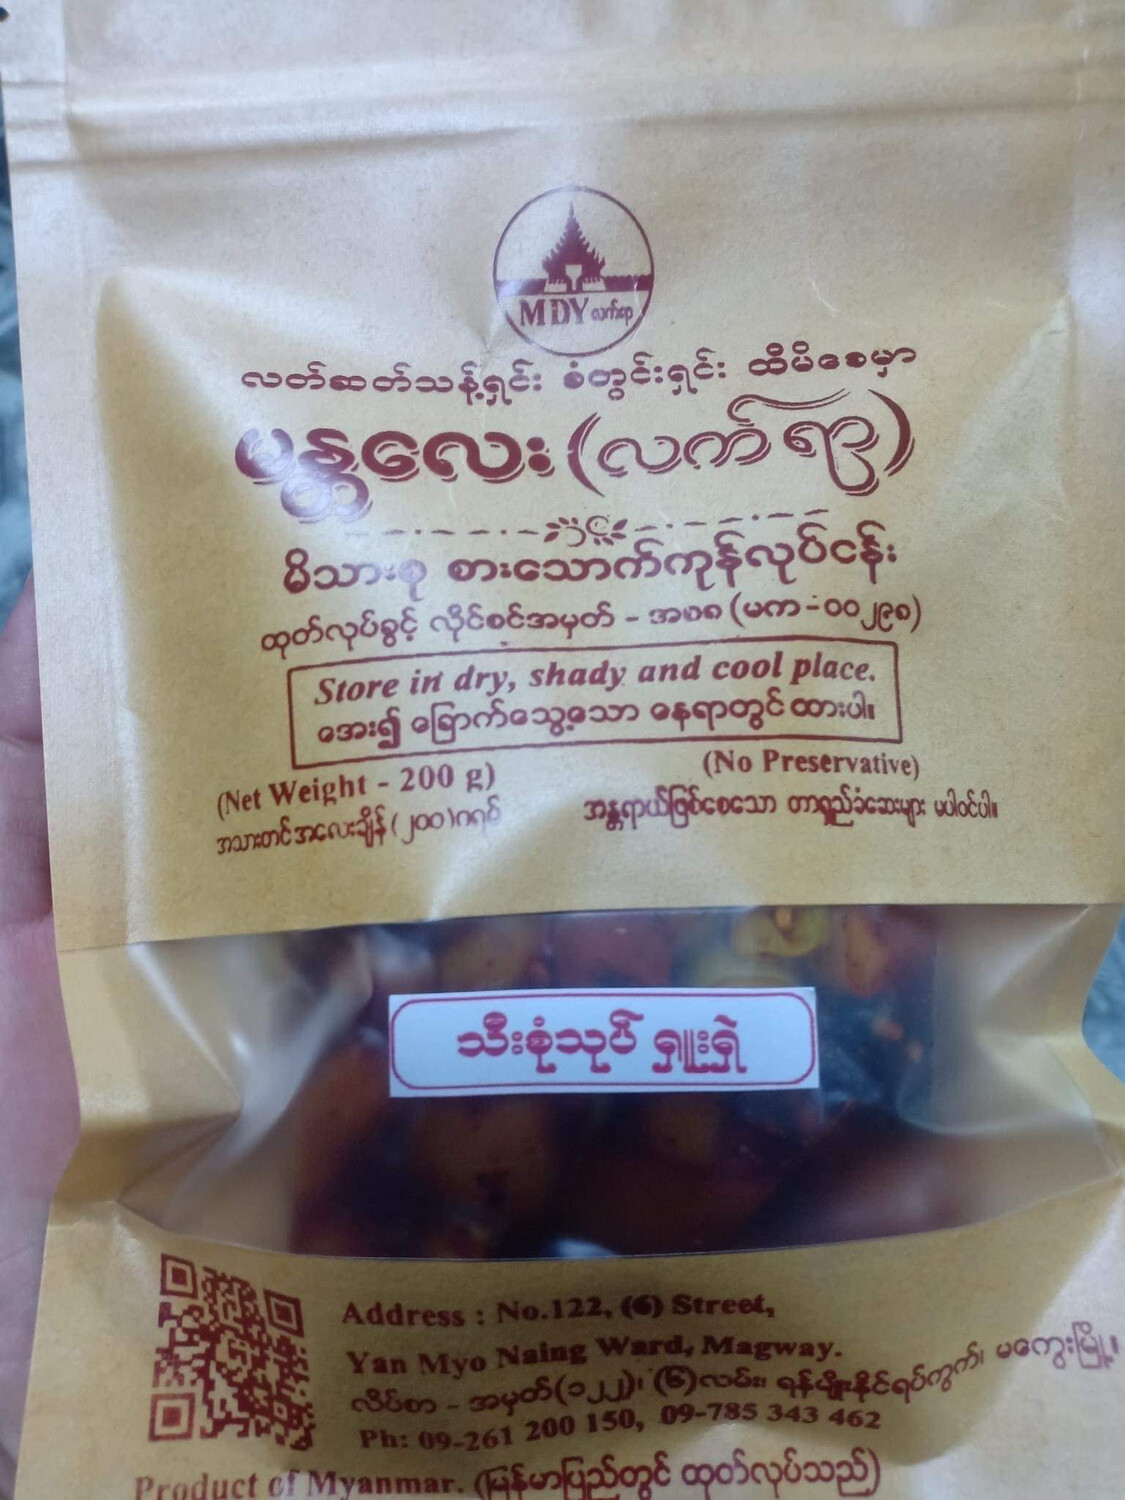 MDY လက်ရာ
လတ်ဆတ်သန့်ရှင်း စံတွင်းရှင်း ထိမိစေမှာ
မန္တလေး (လက်ရာ)
မိသားစု စားသောက်ကုန်လုပ်ငန်း
ထုတ်လုပ်ခွင့် လိုင်စင်အမှတ် - အစ၈ (မက - ၀၀၂၉၈)
Store in dry, shady and cool place.
အေး၍ ခြောက်သွေ့သော နေရာတွင် ထားပါ။
(Net Weight - 200 g)
(No Preservative)
အသားတင်အလေးချိန် (၂၀၀)ဂရမ်
အန္တရာယ်ဖြစ်စေသော တာရှည်ခံဆေးများ မပါဝင်ပါ။
သီးစုံသုပ် ရှူးရှဲ
Address : No.122, (6) Street,
Yan Myo Naing Ward, Magway.
လိပ်စာ - အမှတ်(၁၂၂)၊ (၆)လမ်း၊ ရန်မျိုးနိုင်ရပ်ကွက်၊ မကွေးမြို့။
Ph: 09-261 200 150, 09-785 343 462
Product of Myanmar. (မြန်မာပြည်တွင် ထုတ်လုပ်သည်)